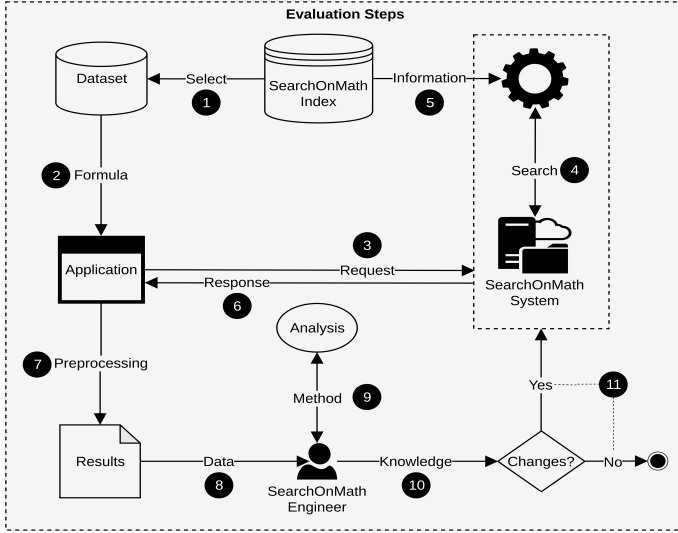 Evaluation Steps
Dataset
Select
1
SearchOnMath
Index
Information
5
2
Formula
Search
4
3
Request
Application
Response
6
SearchOnMath
System
Analysis
7
Preprocessing
Method
9
Yes
11
Results
Data
8
SearchOnMath
Engineer
Knowledge
10
Changes?
No